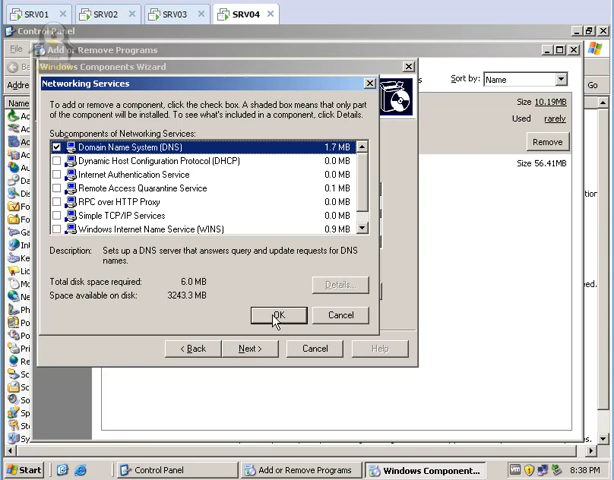 SRV01
SRV02
SRV03
SRV04
Control Panel
File
Add or Remove Programs
Windows Components Wizard
Networking Services
Sort by: Name
Go
Name
To add or remove a component, click the check box. A shaded box means that only part
of the component will be installed. To see what's included in a component, click Details.
Subcomponents of Networking Services:
Domain Name System (DNS) 1.7 MB
Dynamic Host Configuration Protocol (DHCP) 0.0 MB
Internet Authentication Service 0.0 MB
Remote Access Quarantine Service 0.1 MB
RPC over HTTP Proxy 0.0 MB
Simple TCP/IP Services 0.0 MB
Windows Internet Name Service (WINS) 0.9 MB
Size 10.19MB
Used rarely
Remove
Size 56.41MB
Description: Sets up a DNS server that answers query and update requests for DNS
names.
Total disk space required: 6.0 MB
Space available on disk: 3243.3 MB
Details...
OK
Cancel
< Back
Next >
Cancel
Help
Start
Control Panel
Add or Remove Programs
Windows Component...
8:38 PM